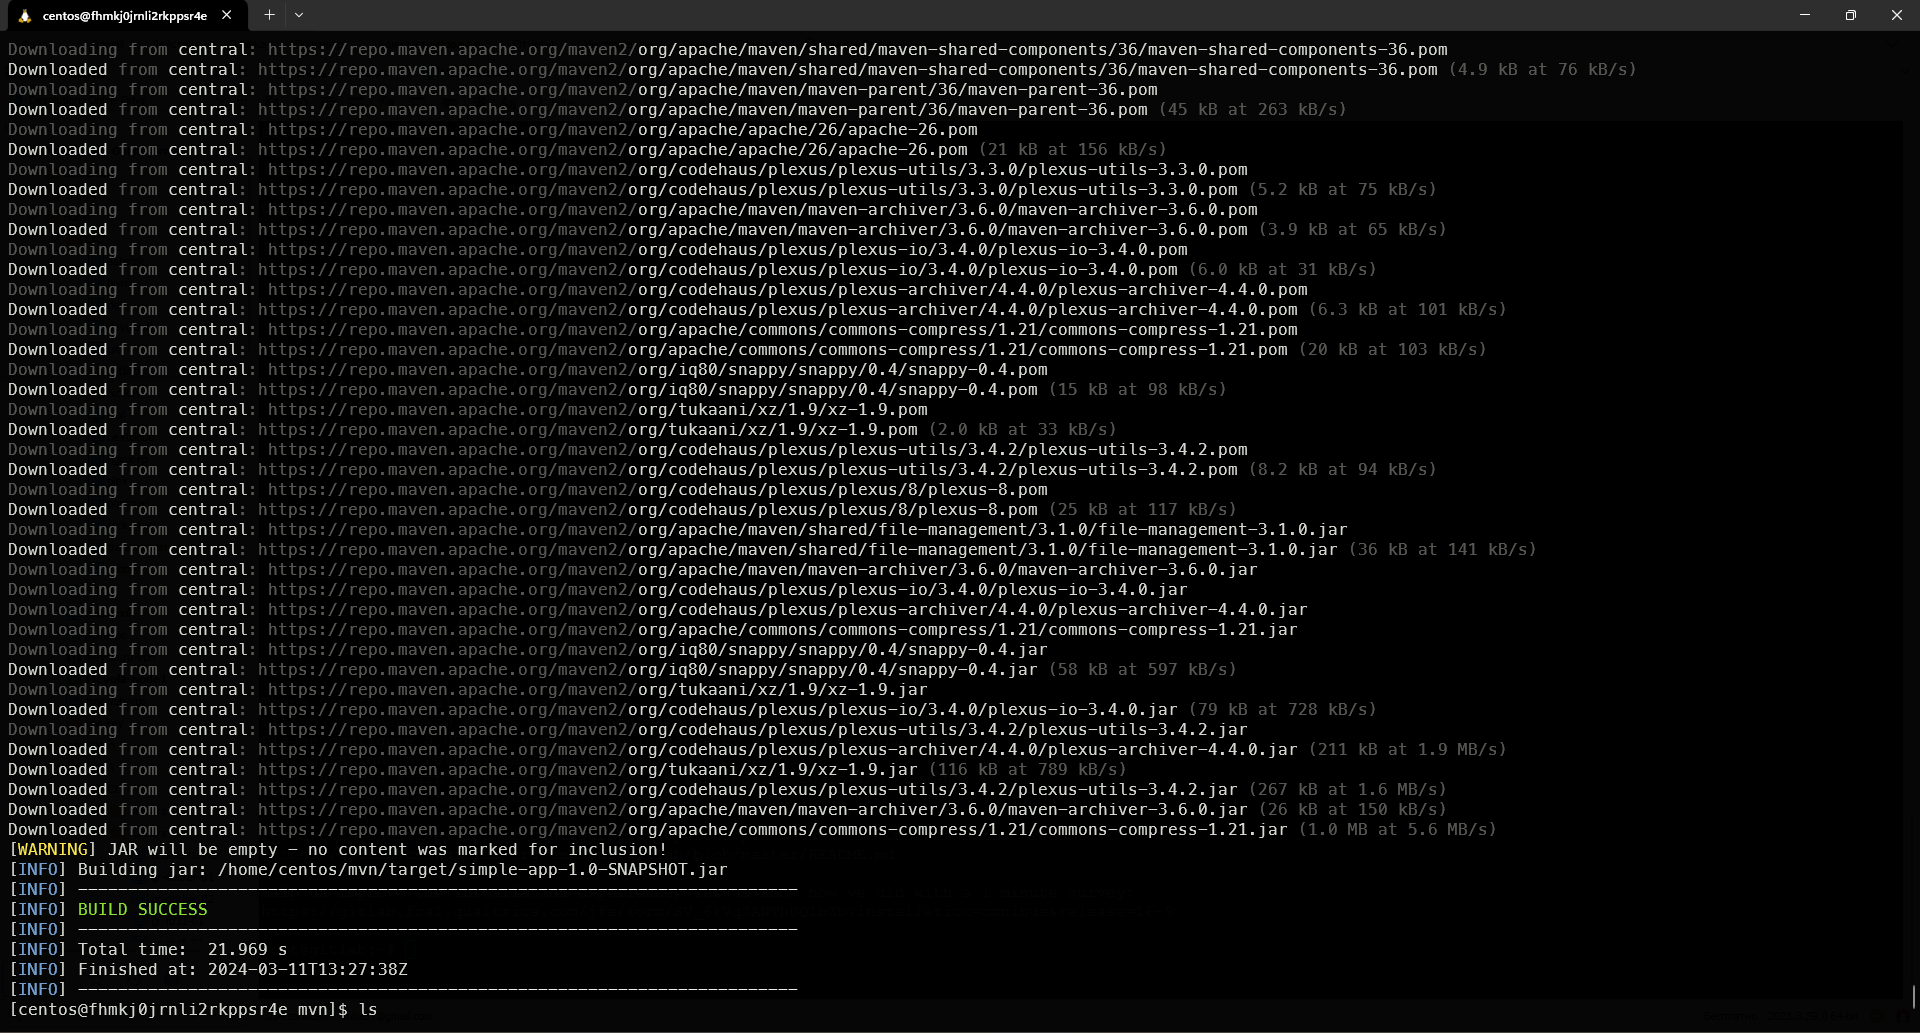 centos@fhmkj0jrnli2rkppsr4e
Downloading from central: https://repo.maven.apache.org/maven2/org/apache/maven/shared/maven-shared-components/36/maven-shared-components-36.pom
Downloaded from central: https://repo.maven.apache.org/maven2/org/apache/maven/shared/maven-shared-components/36/maven-shared-components-36.pom (4.9 kB at 76 kB/s)
Downloading from central: https://repo.maven.apache.org/maven2/org/apache/maven/maven-parent/36/maven-parent-36.pom
Downloaded from central: https://repo.maven.apache.org/maven2/org/apache/maven/maven-parent/36/maven-parent-36.pom (45 kB at 263 kB/s)
Downloading from central: https://repo.maven.apache.org/maven2/org/apache/apache/26/apache-26.pom
Downloaded from central: https://repo.maven.apache.org/maven2/org/apache/apache/26/apache-26.pom (21 kB at 156 kB/s)
Downloading from central: https://repo.maven.apache.org/maven2/org/codehaus/plexus/plexus-utils/3.3.0/plexus-utils-3.3.0.pom
Downloaded from central: https://repo.maven.apache.org/maven2/org/codehaus/plexus/plexus-utils/3.3.0/plexus-utils-3.3.0.pom (5.2 kB at 75 kB/s)
Downloading from central: https://repo.maven.apache.org/maven2/org/apache/maven/maven-archiver/3.6.0/maven-archiver-3.6.0.pom
Downloaded from central: https://repo.maven.apache.org/maven2/org/apache/maven/maven-archiver/3.6.0/maven-archiver-3.6.0.pom (3.9 kB at 65 kB/s)
Downloading from central: https://repo.maven.apache.org/maven2/org/codehaus/plexus/plexus-io/3.4.0/plexus-io-3.4.0.pom
Downloaded from central: https://repo.maven.apache.org/maven2/org/codehaus/plexus/plexus-io/3.4.0/plexus-io-3.4.0.pom (6.0 kB at 31 kB/s)
Downloading from central: https://repo.maven.apache.org/maven2/org/codehaus/plexus/plexus-archiver/4.4.0/plexus-archiver-4.4.0.pom
Downloaded from central: https://repo.maven.apache.org/maven2/org/codehaus/plexus/plexus-archiver/4.4.0/plexus-archiver-4.4.0.pom (6.3 kB at 101 kB/s)
Downloading from central: https://repo.maven.apache.org/maven2/org/apache/commons/commons-compress/1.21/commons-compress-1.21.pom
Downloaded from central: https://repo.maven.apache.org/maven2/org/apache/commons/commons-compress/1.21/commons-compress-1.21.pom (20 kB at 103 kB/s)
Downloading from central: https://repo.maven.apache.org/maven2/org/iq80/snappy/snappy/0.4/snappy-0.4.pom
Downloaded from central: https://repo.maven.apache.org/maven2/org/iq80/snappy/snappy/0.4/snappy-0.4.pom (15 kB at 98 kB/s)
Downloading from central: https://repo.maven.apache.org/maven2/org/tukaani/xz/1.9/xz-1.9.pom
Downloaded from central: https://repo.maven.apache.org/maven2/org/tukaani/xz/1.9/xz-1.9.pom (2.0 kB at 33 kB/s)
Downloading from central: https://repo.maven.apache.org/maven2/org/codehaus/plexus/plexus-utils/3.4.2/plexus-utils-3.4.2.pom
Downloaded from central: https://repo.maven.apache.org/maven2/org/codehaus/plexus/plexus-utils/3.4.2/plexus-utils-3.4.2.pom (8.2 kB at 94 kB/s)
Downloading from central: https://repo.maven.apache.org/maven2/org/codehaus/plexus/plexus/8/plexus-8.pom
Downloaded from central: https://repo.maven.apache.org/maven2/org/codehaus/plexus/plexus/8/plexus-8.pom (25 kB at 117 kB/s)
Downloading from central: https://repo.maven.apache.org/maven2/org/apache/maven/shared/file-management/3.1.0/file-management-3.1.0.jar
Downloaded from central: https://repo.maven.apache.org/maven2/org/apache/maven/shared/file-management/3.1.0/file-management-3.1.0.jar (36 kB at 141 kB/s)
Downloading from central: https://repo.maven.apache.org/maven2/org/apache/maven/maven-archiver/3.6.0/maven-archiver-3.6.0.jar
Downloading from central: https://repo.maven.apache.org/maven2/org/codehaus/plexus/plexus-io/3.4.0/plexus-io-3.4.0.jar
Downloading from central: https://repo.maven.apache.org/maven2/org/codehaus/plexus/plexus-archiver/4.4.0/plexus-archiver-4.4.0.jar
Downloading from central: https://repo.maven.apache.org/maven2/org/apache/commons/commons-compress/1.21/commons-compress-1.21.jar
Downloading from central: https://repo.maven.apache.org/maven2/org/iq80/snappy/snappy/0.4/snappy-0.4.jar
Downloaded from central: https://repo.maven.apache.org/maven2/org/iq80/snappy/snappy/0.4/snappy-0.4.jar (58 kB at 597 kB/s)
Downloading from central: https://repo.maven.apache.org/maven2/org/tukaani/xz/1.9/xz-1.9.jar
Downloaded from central: https://repo.maven.apache.org/maven2/org/codehaus/plexus/plexus-io/3.4.0/plexus-io-3.4.0.jar (79 kB at 728 kB/s)
Downloading from central: https://repo.maven.apache.org/maven2/org/codehaus/plexus/plexus-utils/3.4.2/plexus-utils-3.4.2.jar
Downloaded from central: https://repo.maven.apache.org/maven2/org/codehaus/plexus/plexus-archiver/4.4.0/plexus-archiver-4.4.0.jar (211 kB at 1.9 MB/s)
Downloaded from central: https://repo.maven.apache.org/maven2/org/tukaani/xz/1.9/xz-1.9.jar (116 kB at 789 kB/s)
Downloaded from central: https://repo.maven.apache.org/maven2/org/codehaus/plexus/plexus-utils/3.4.2/plexus-utils-3.4.2.jar (267 kB at 1.6 MB/s)
Downloaded from central: https://repo.maven.apache.org/maven2/org/apache/maven/maven-archiver/3.6.0/maven-archiver-3.6.0.jar (26 kB at 150 kB/s)
Downloaded from central: https://repo.maven.apache.org/maven2/org/apache/commons/commons-compress/1.21/commons-compress-1.21.jar (1.0 MB at 5.6 MB/s)
[WARNING] JAR will be empty - no content was marked for inclusion!
[INFO] Building jar: /home/centos/mvn/target/simple-app-1.0-SNAPSHOT.jar
[INFO] ------------------------------------------------------------------------
[INFO] BUILD SUCCESS
[INFO] ------------------------------------------------------------------------
[INFO] Total time:  21.969 s
[INFO] Finished at: 2024-03-11T13:27:38Z
[INFO] ------------------------------------------------------------------------
[centos@fhmkj0jrnli2rkppsr4e mvn]$ ls